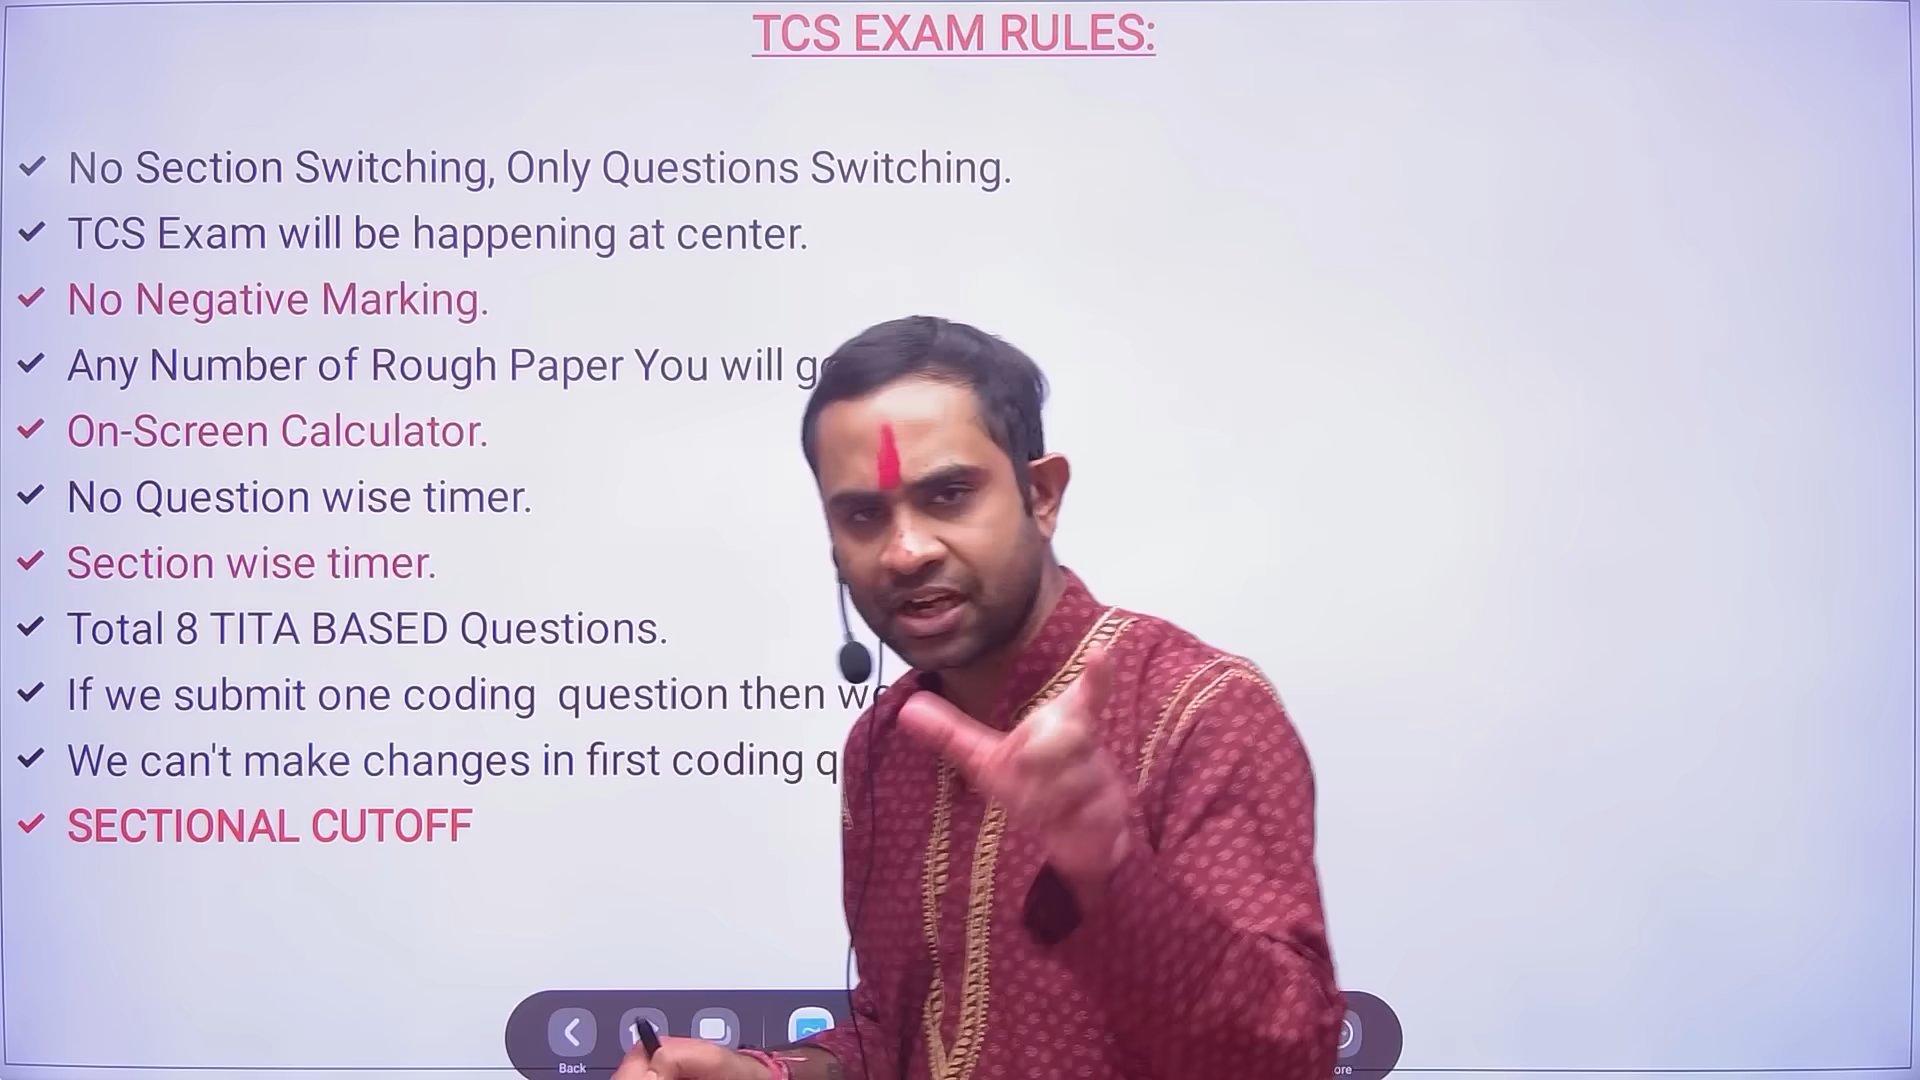 TCS EXAM RULES:
No Section Switching, Only Questions Switching.
TCS Exam will be happening at center.
No Negative Marking.
Any Number of Rough Paper You will
On-Screen Calculator.
No Question wise timer.
Section wise timer.
Total 8 TITA BASED Questions.
If we submit one coding question then
We can't make changes in first coding
SECTIONAL CUTOFF
Back